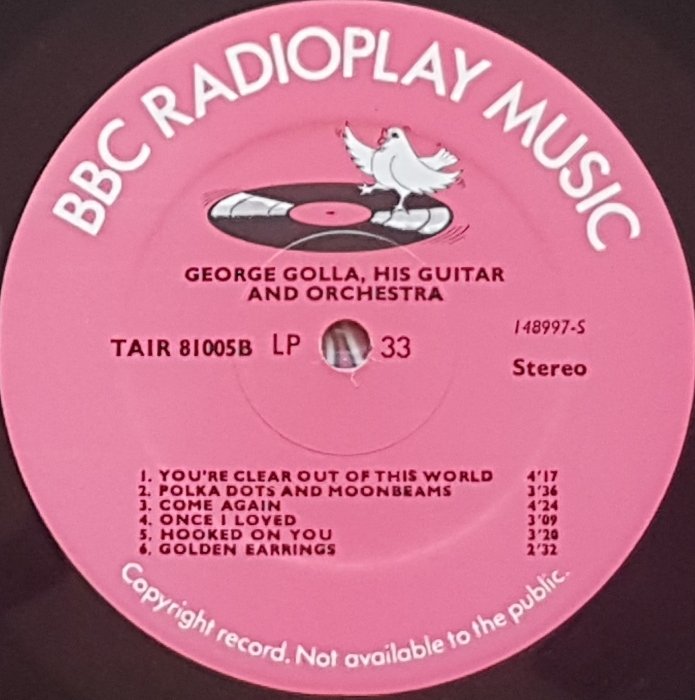 BBC RADIOPLAY MUSIC
GEORGE GOLLA, HIS GUITAR
AND ORCHESTRA
148997-S
TAIR 81005B LP 33
Stereo
1. YOU'RE CLEAR OUT OF THIS WORLD 4'17
2. POLKA DOTS AND MOONBEAMS 3'36
3. COME AGAIN 4'24
4. ONCE I LOVED 3'09
5. HOOKED ON YOU 3'20
6. GOLDEN EARRINGS 2'32
Copyright record. Not available to the public.